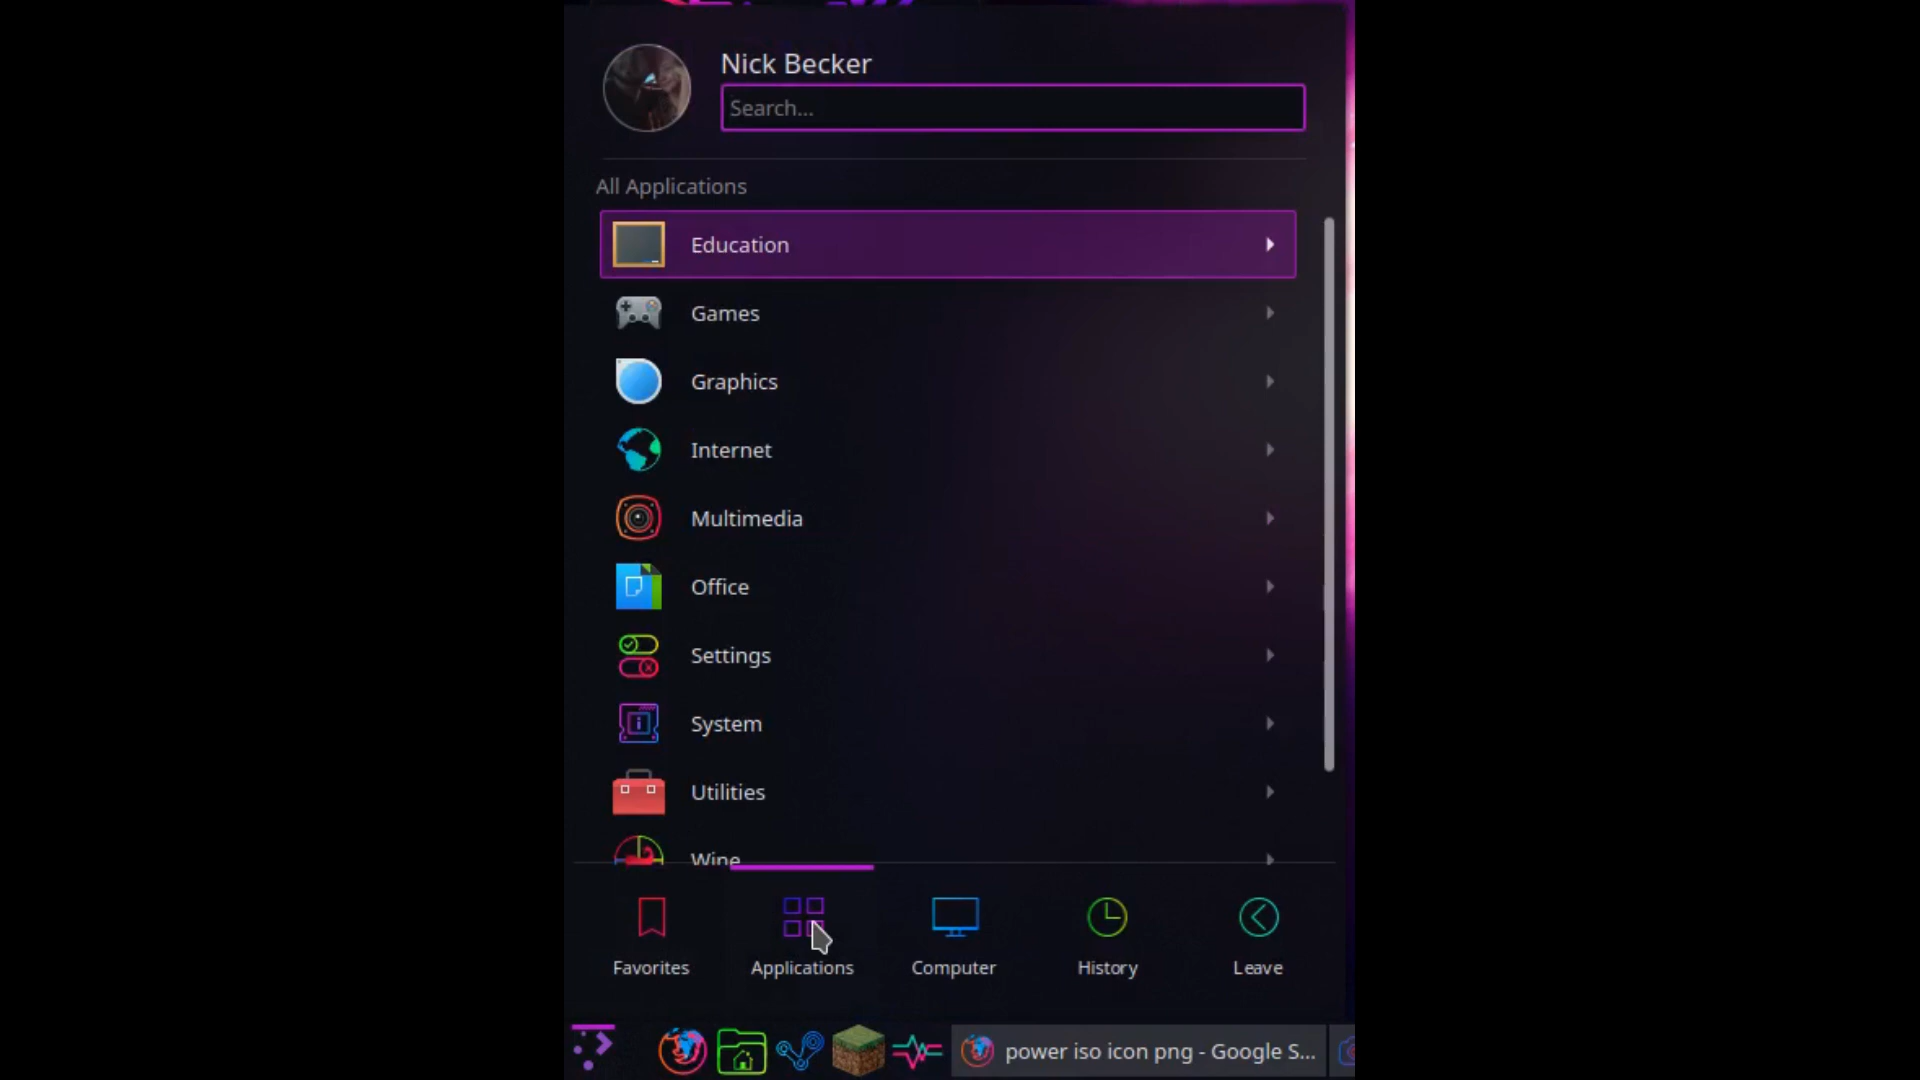 Nick Becker
Search...
All Applications
Education
Games
Graphics
Internet
Multimedia
Office
Settings
System
Utilities
Wine
Favorites
Applications
Computer
History
Leave
power iso icon png - Google S...